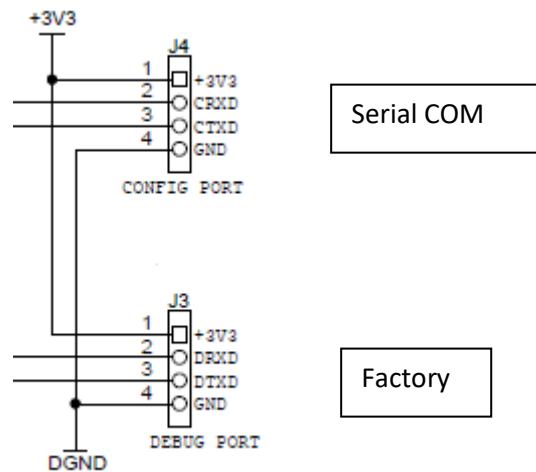 +3V3
J4
1 +3V3
2 CRXD
3 CTXD
4 GND
CONFIG PORT
Serial COM
J3
1 +3V3
2 DRXD
3 DTXD
4 GND
DEBUG PORT
Factory
DGND